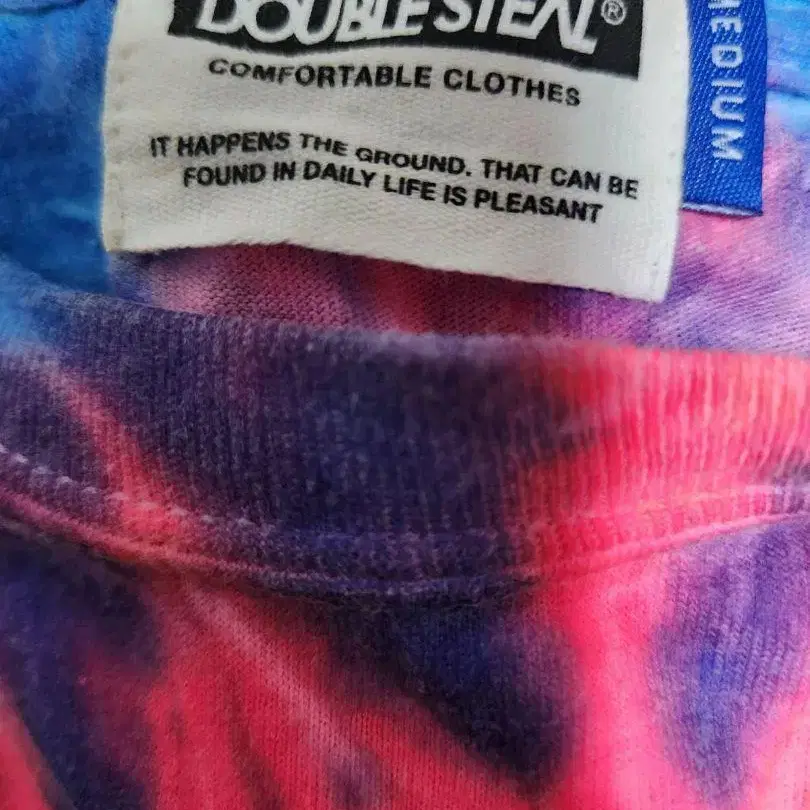 DOUBLE STEAL®
COMFORTABLE CLOTHES
IT HAPPENS THE GROUND. THAT CAN BE
FOUND IN DAILY LIFE IS PLEASANT
MEDIUM